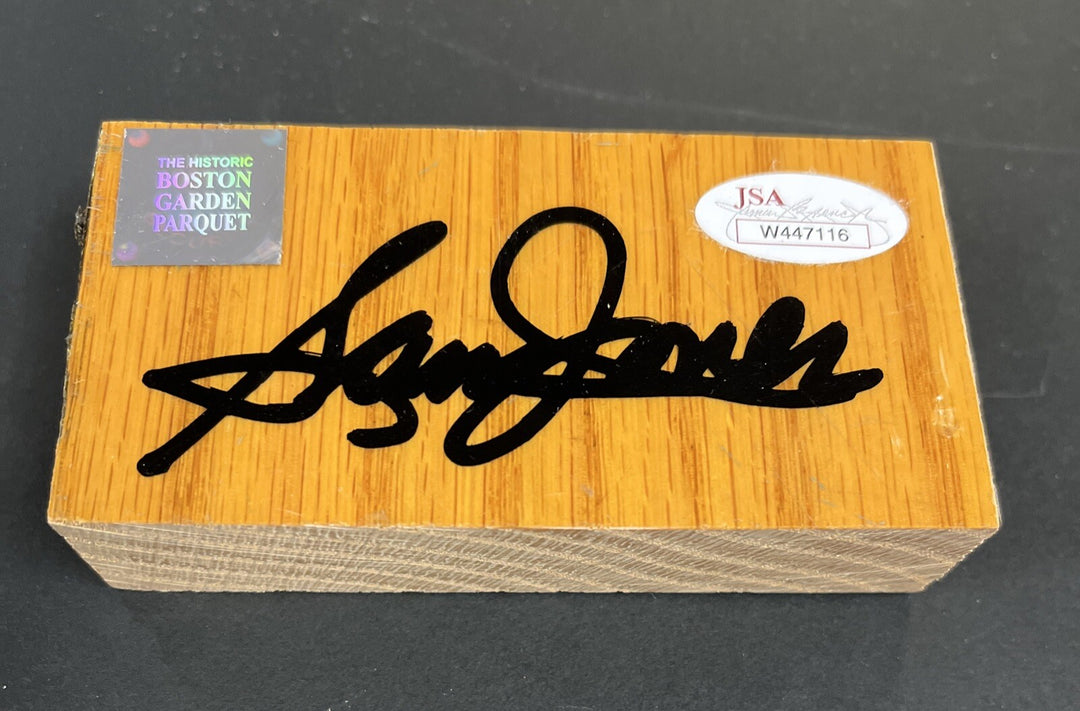 THE HISTORIC
BOSTON
GARDEN
PARQUET
JSA
W447116
Sam Jones